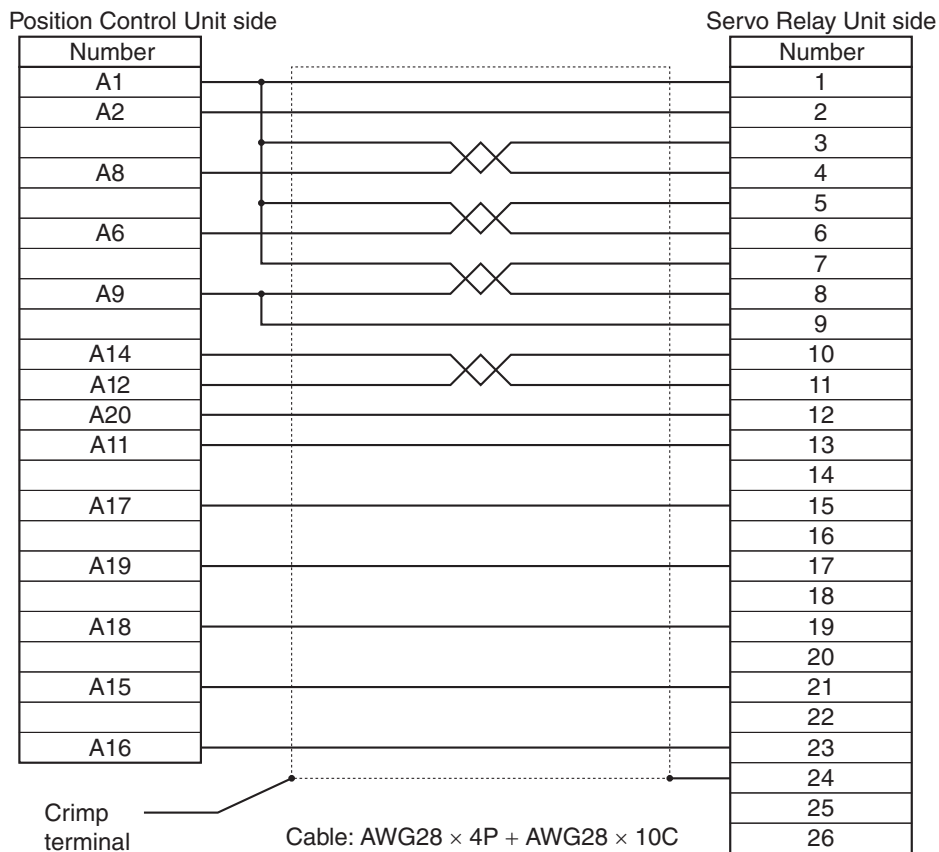 Position Control Unit side
Servo Relay Unit side
Number
Number
A1
1
A2
2
3
A8
4
5
A6
6
7
A9
8
9
A14
10
A12
11
A20
12
A11
13
14
A17
15
16
A19
17
18
A18
19
20
A15
21
22
A16
23
24
25
26
Crimp
terminal
Cable: AWG28 × 4P + AWG28 × 10C